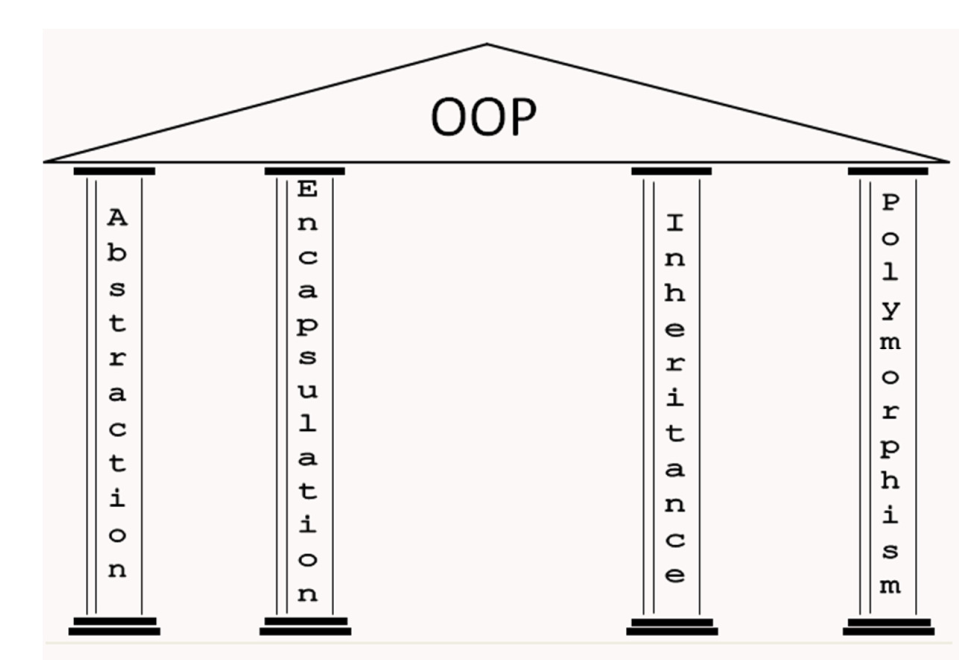 OOP
Abstraction
Encapsulation
Inheritance
Polymorphism